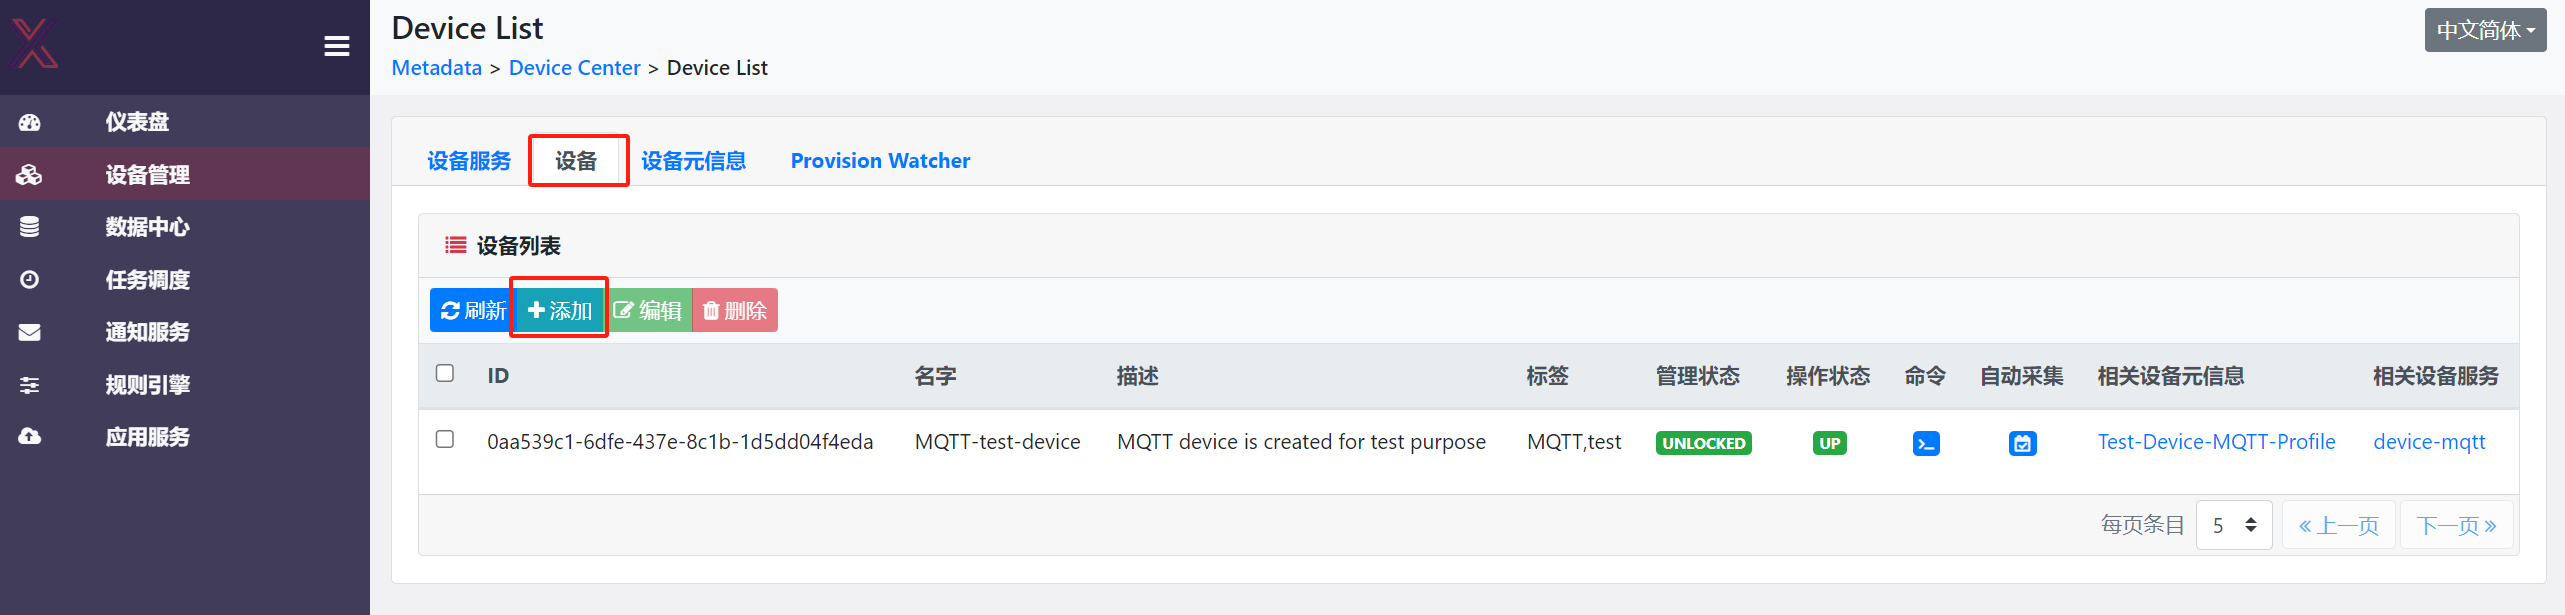 Device List
中文简体
Metadata > Device Center > Device List
仪表盘
设备管理
数据中心
任务调度
通知服务
规则引擎
应用服务
设备服务 设备 设备元信息 Provision Watcher
设备列表
刷新 添加 编辑 删除
ID 名字 描述 标签 管理状态 操作状态 命令 自动采集 相关设备元信息 相关设备服务
0aa539c1-6dfe-437e-8c1b-1d5dd04f4eda MQTT-test-device MQTT device is created for test purpose MQTT,test UNLOCKED UP Test-Device-MQTT-Profile device-mqtt
每页条目 5 « 上一页 下一页 »